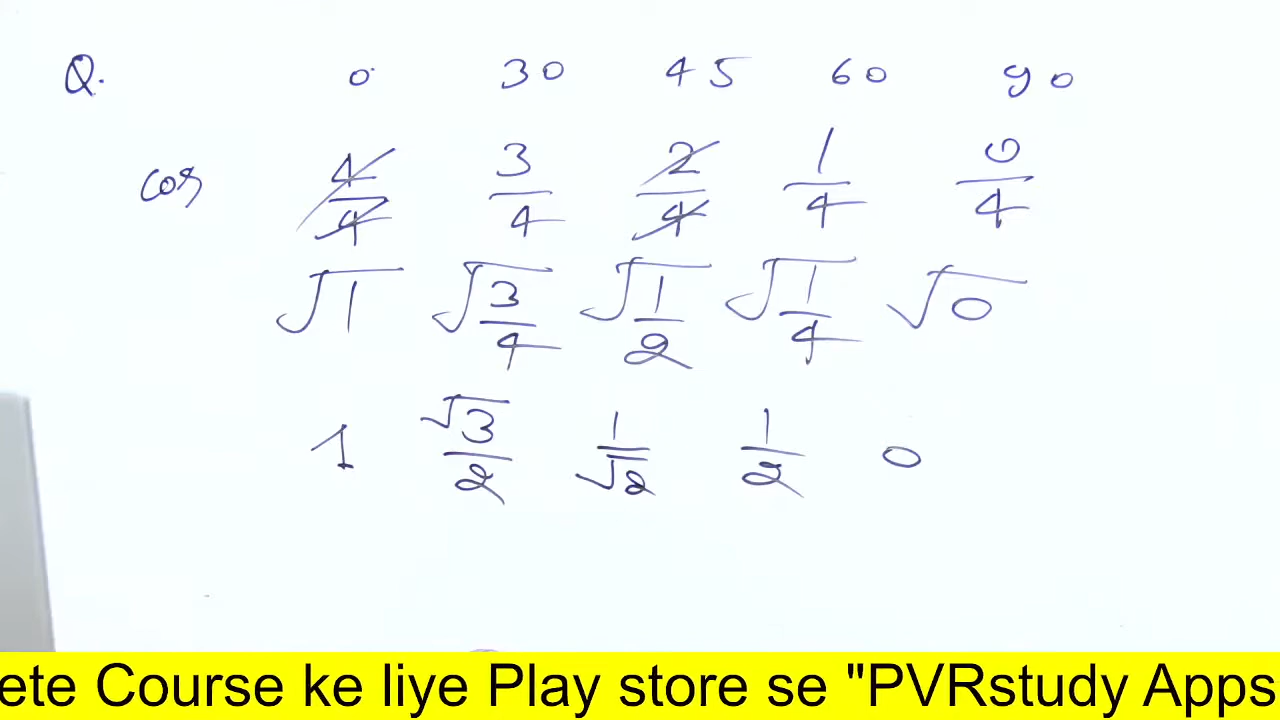 Q. 0 30 45 60 90
cos 4/4 3/4 2/4 1/4 0/4
√1 √3/4 √1/2 √1/4 √0
1 √3/2 1/√2 1/2 0
ete Course ke liye Play store se "PVRstudy Apps